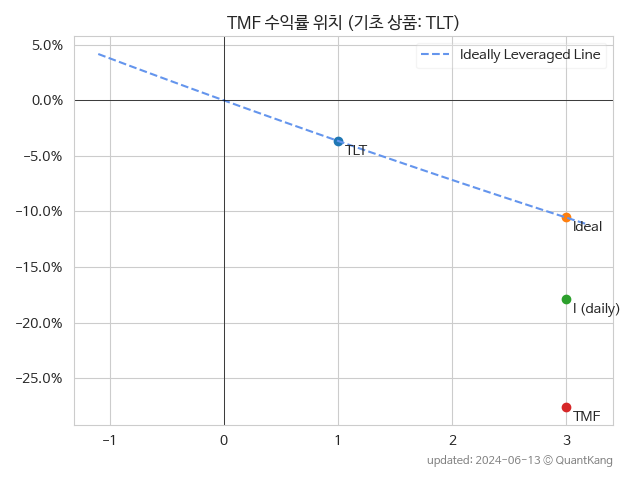 TMF 수익률 위치 (기초 상품: TLT)
Ideally Leveraged Line
5.0%
0.0%
−5.0%
−10.0%
−15.0%
−20.0%
−25.0%
TLT
Ideal
I (daily)
TMF
−1
0
1
2
3
updated: 2024-06-13 © QuantKang